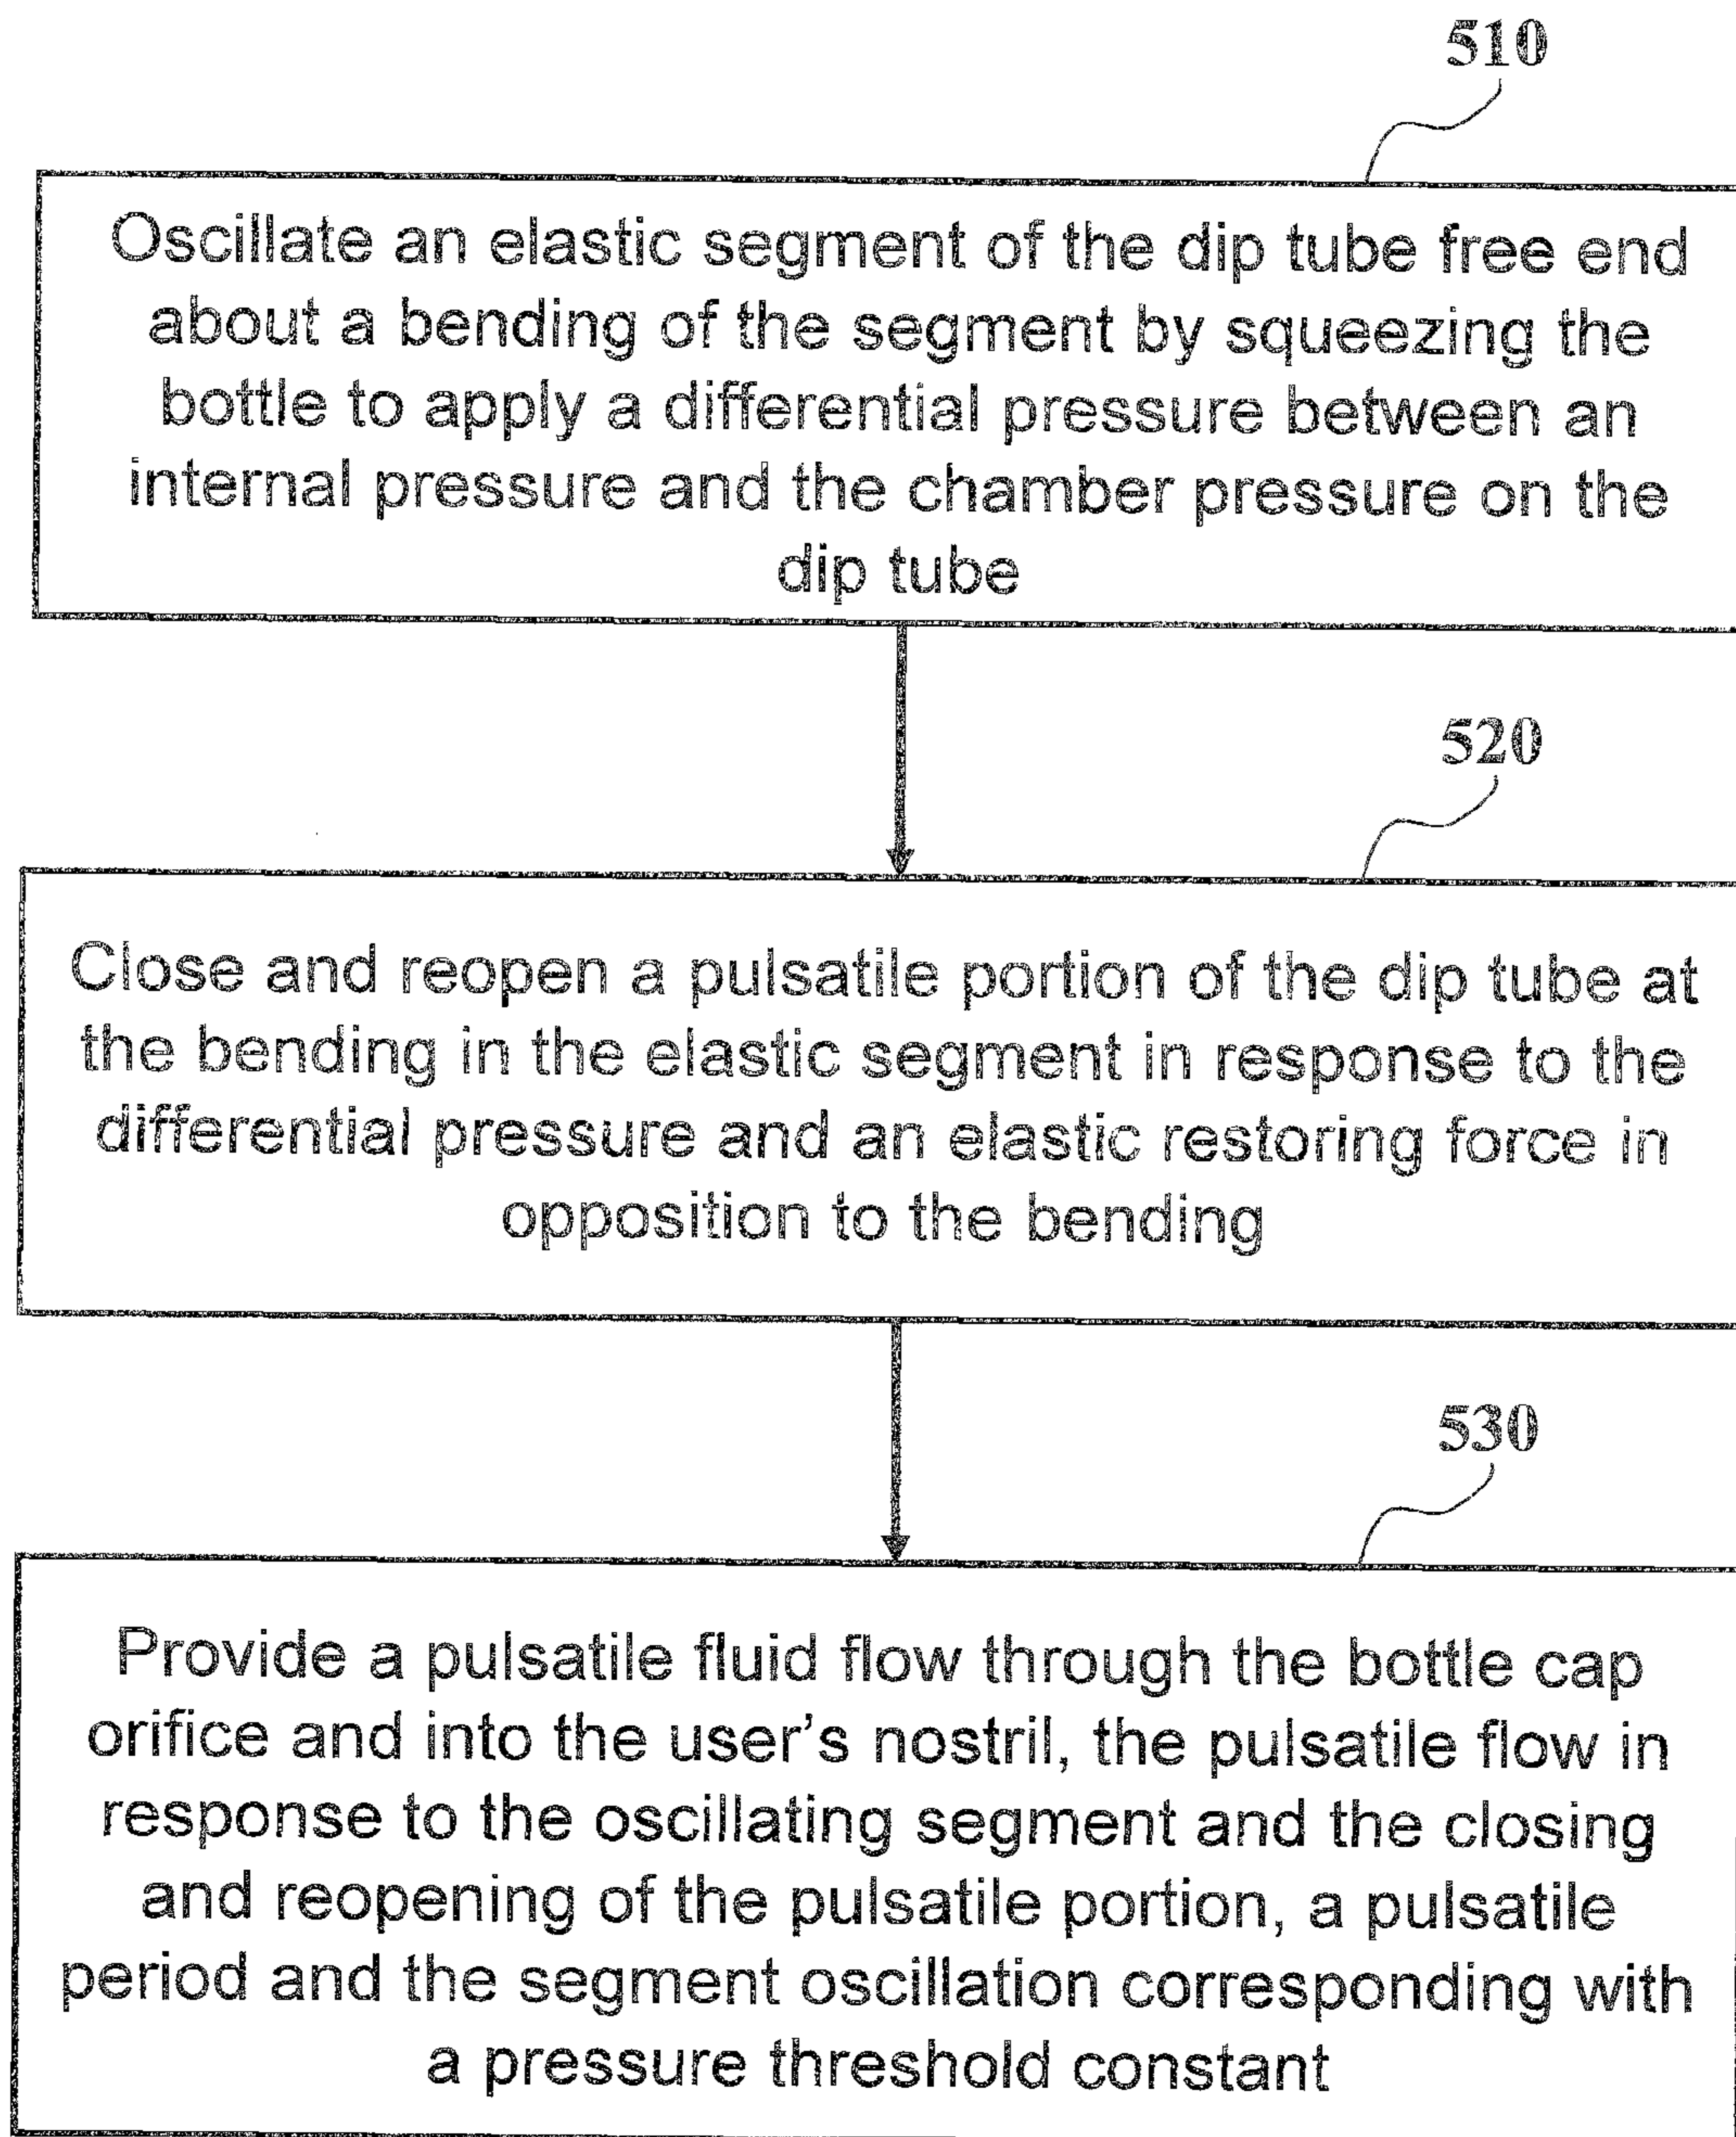 510
Oscillate an elastic segment of the dip tube free end
about a bending of the segment by squeezing the
bottle to apply a differential pressure between an
internal pressure and the chamber pressure on the
dip tube
520
Close and reopen a pulsatile portion of the dip tube at
the bending in the elastic segment in response to the
differential pressure and an elastic restoring force in
opposition to the bending
530
Provide a pulsatile fluid flow through the bottle cap
orifice and into the user's nostril, the pulsatile flow in
response to the oscillating segment and the closing
and reopening of the pulsatile portion, a pulsatile
period and the segment oscillation corresponding with
a pressure threshold constant